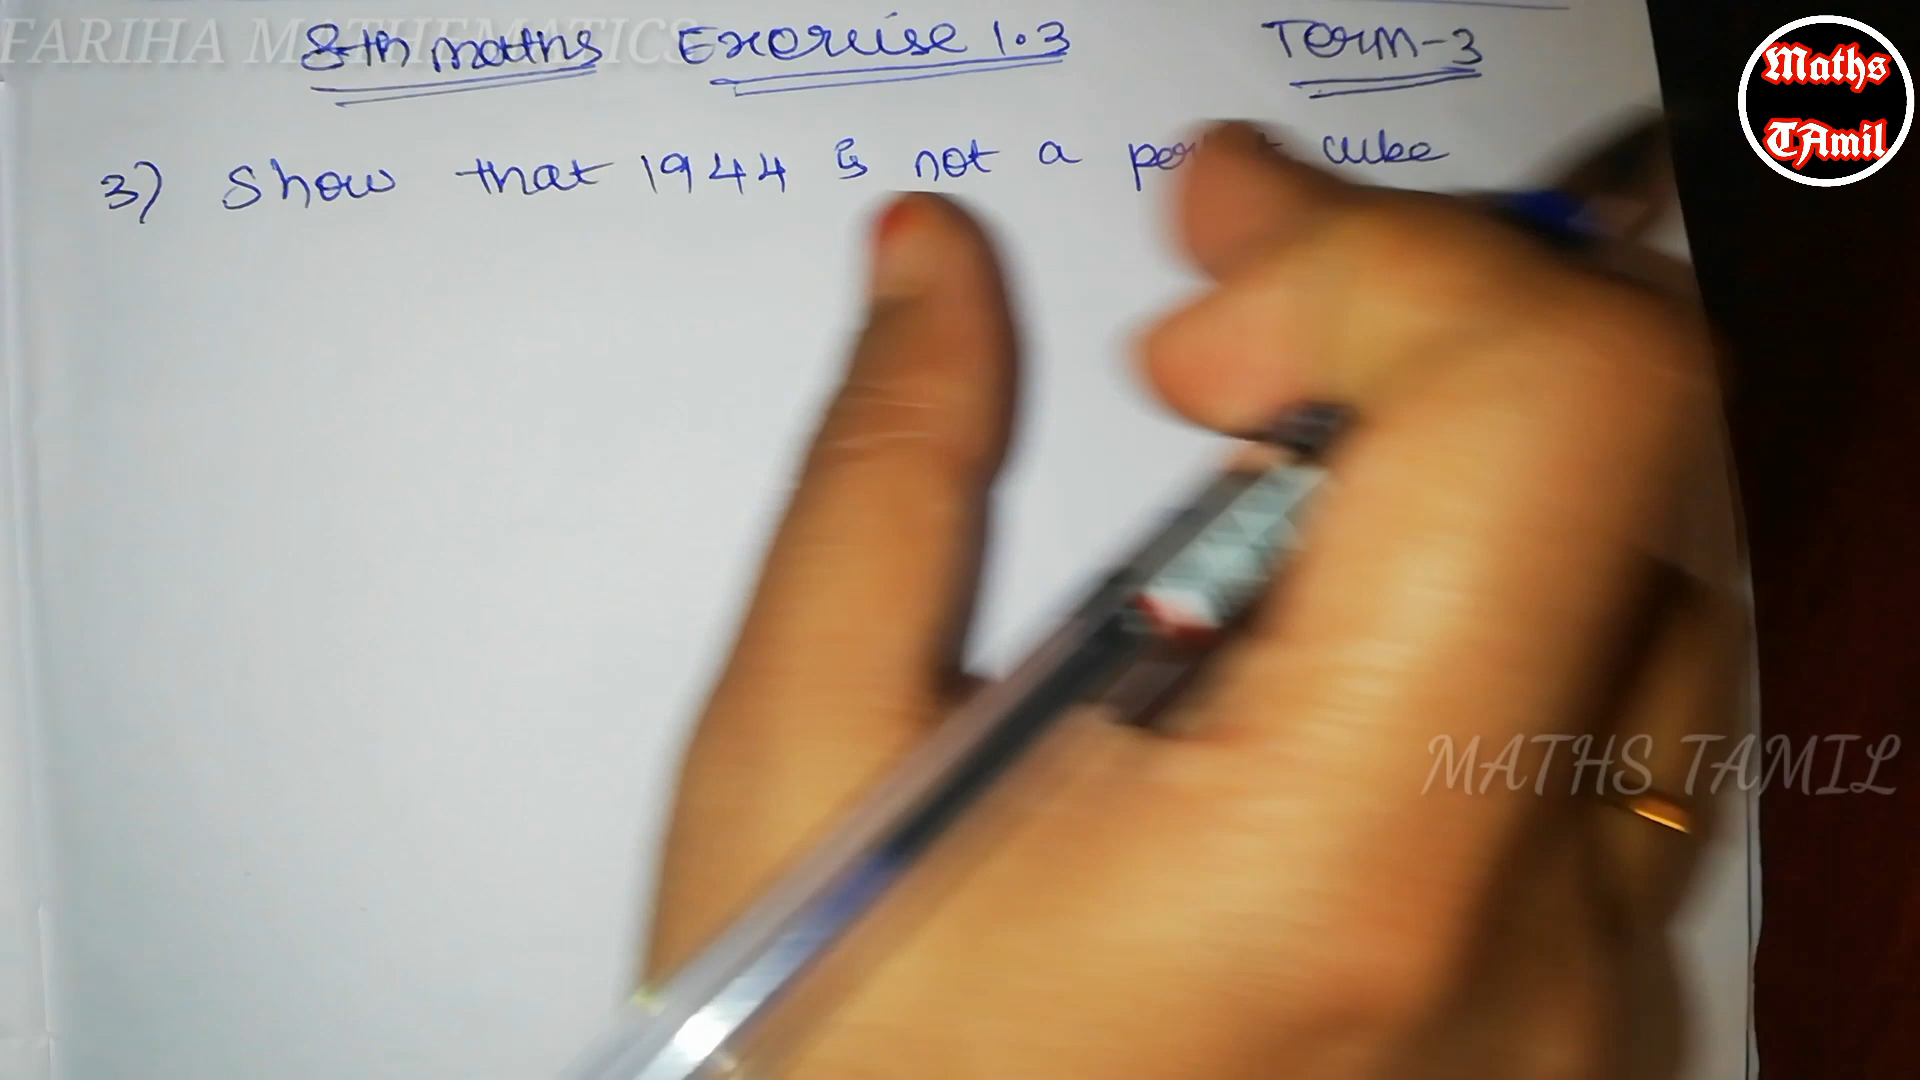 FARIHA MATHEMATICS
8th maths Exercise 1.3 Term-3
Maths
TAmil
3) Show that 1944 is not a cube
MATHS TAMIL